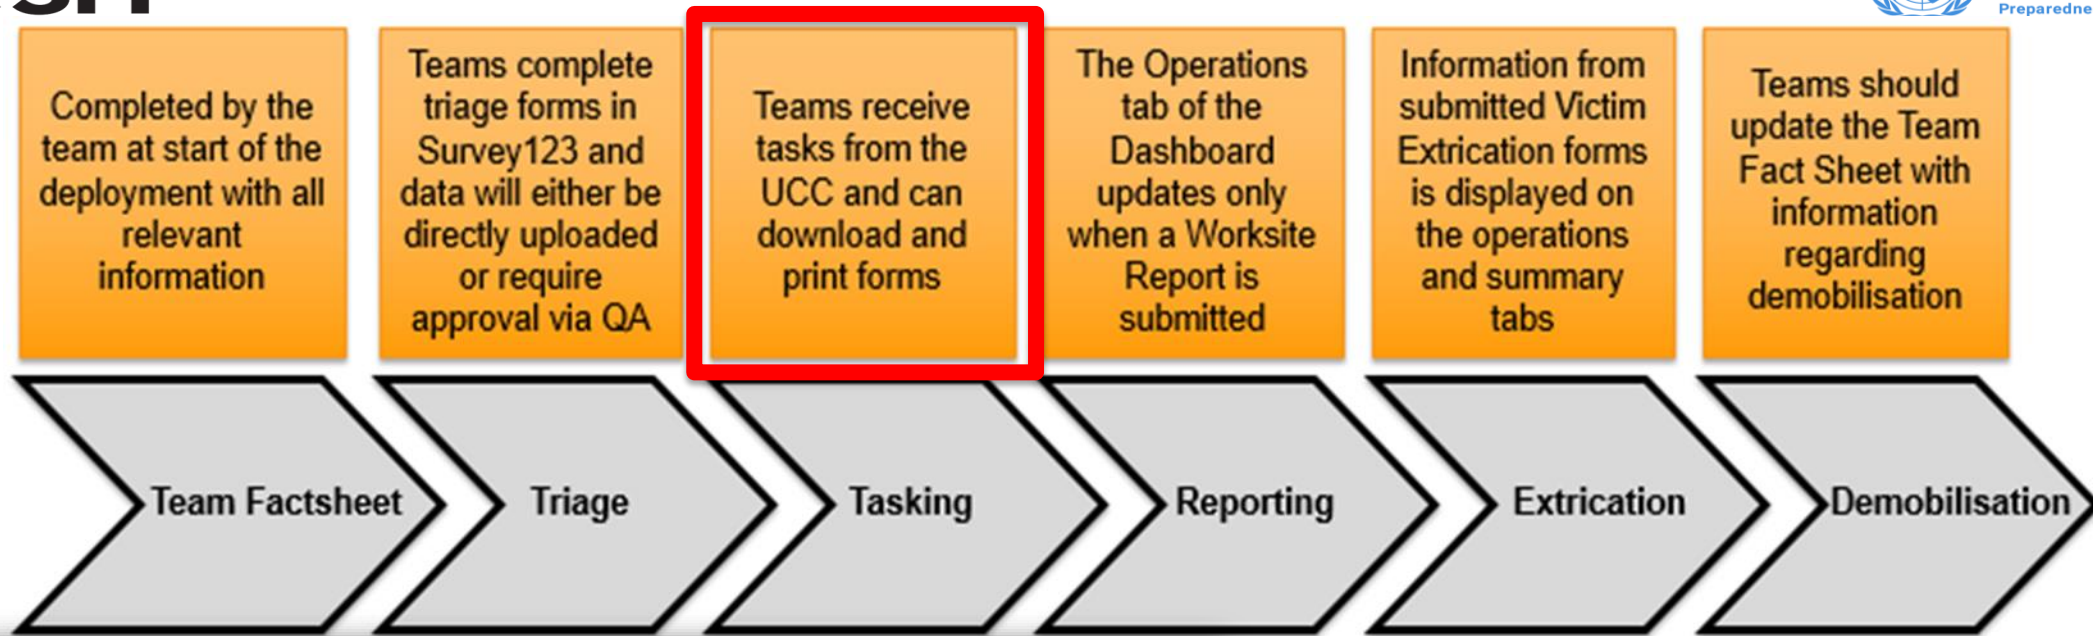 Preparedne
Completed by the
team at start of the
deployment with all
relevant
information
Teams complete
triage forms in
Survey123 and
data will either be
directly uploaded
or require
approval via QA
Teams receive
tasks from the
UCC and can
download and
print forms
The Operations
tab of the
Dashboard
updates only
when a Worksite
Report is
submitted
Information from
submitted Victim
Extrication forms
is displayed on
the operations
and summary
tabs
Teams should
update the Team
Fact Sheet with
information
regarding
demobilisation
Team Factsheet
Triage
Tasking
Reporting
Extrication
Demobilisation